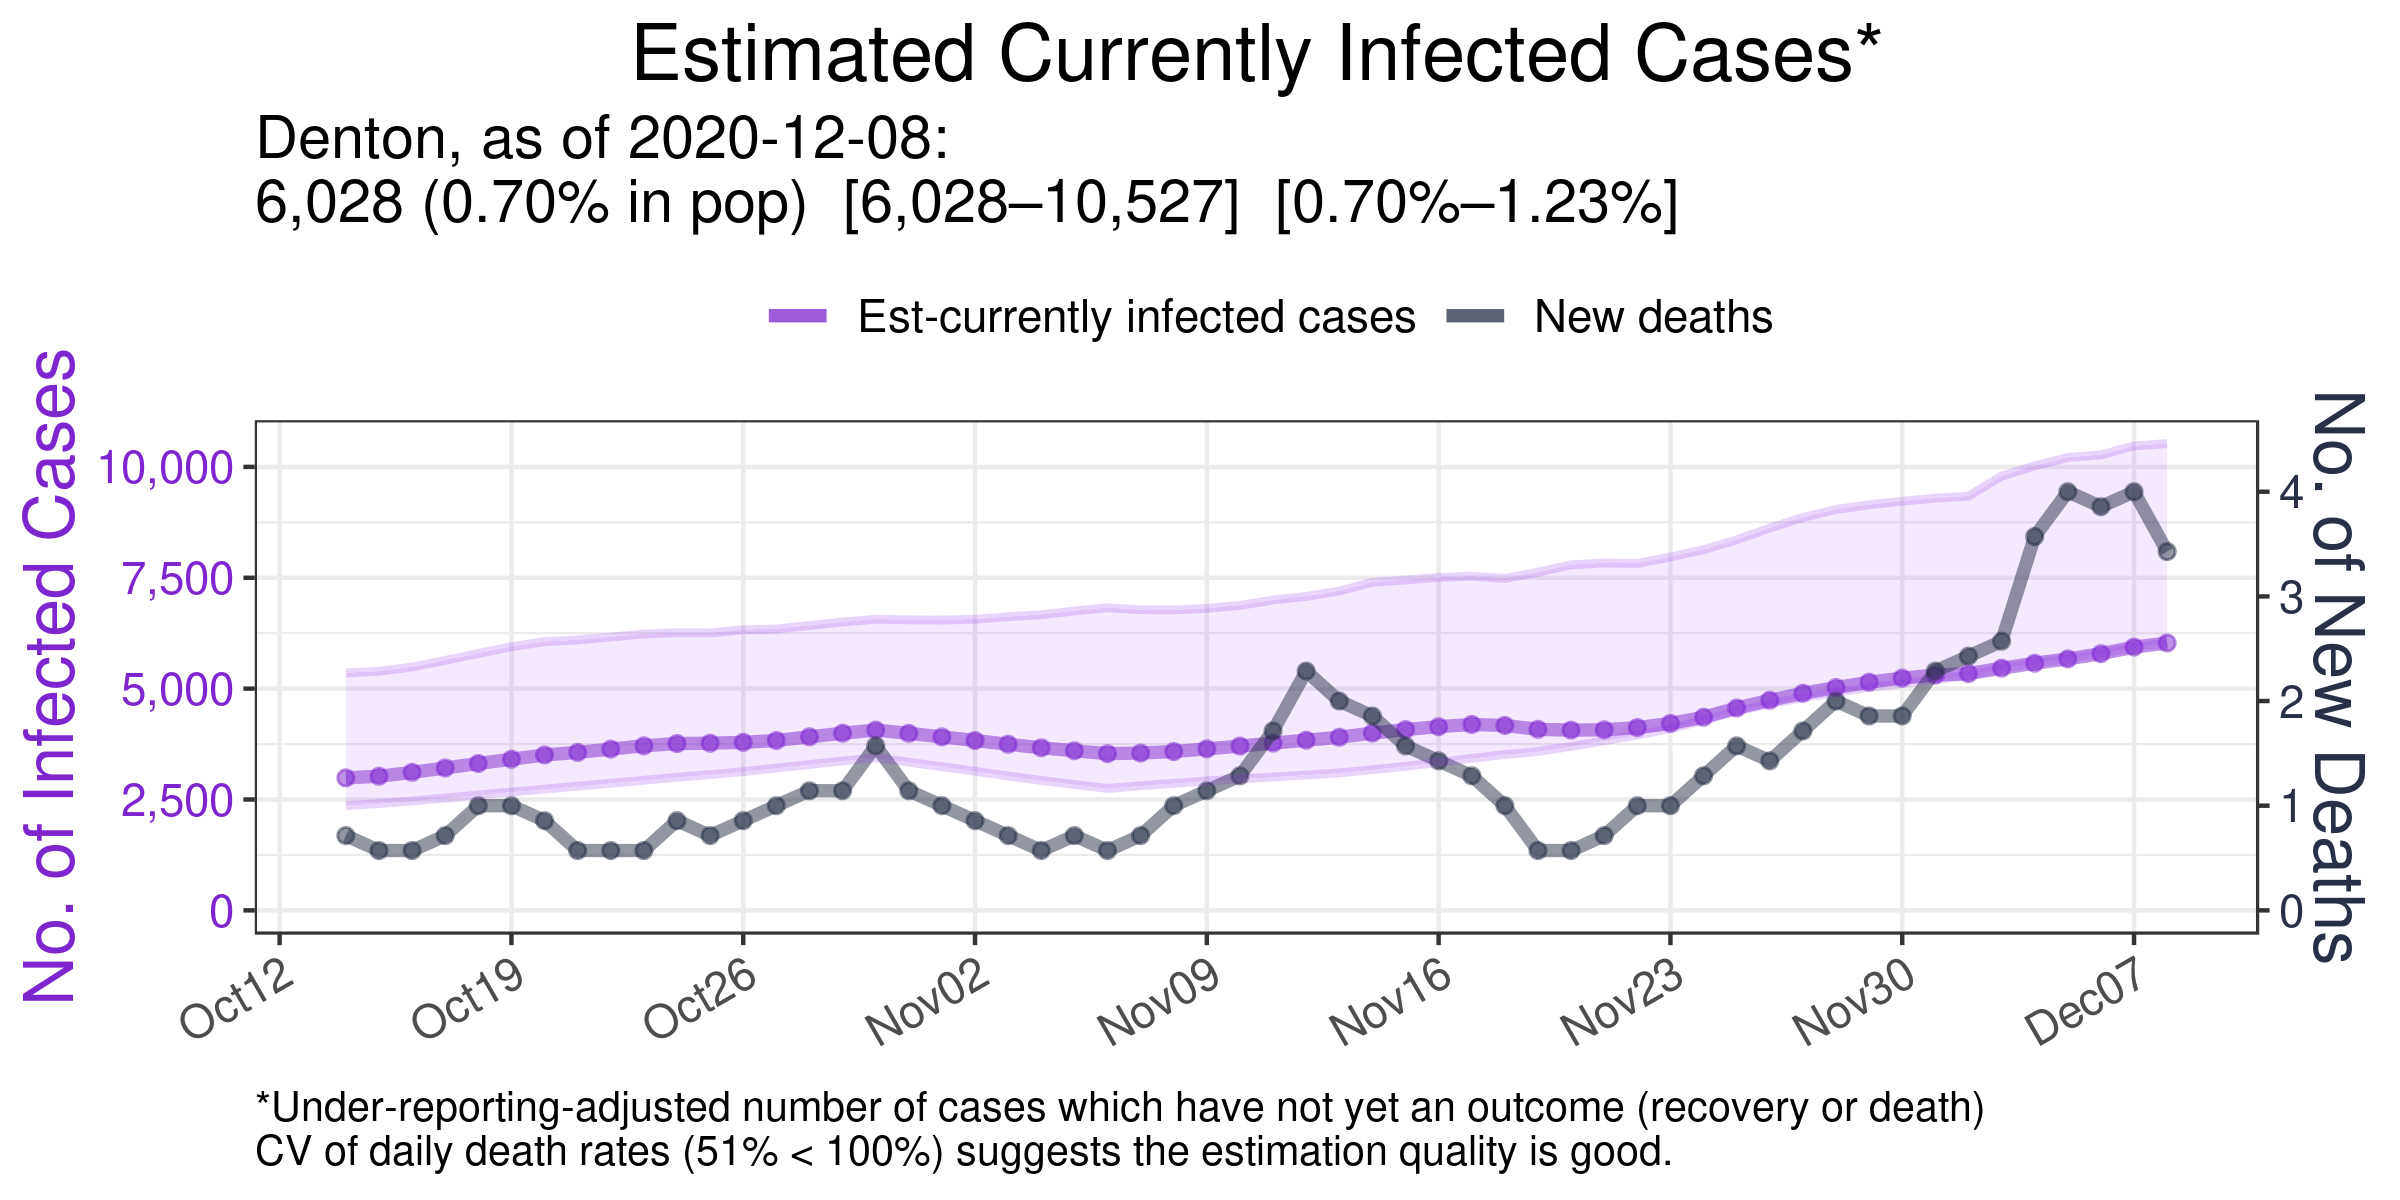 Estimated Currently Infected Cases*
Denton, as of 2020-12-08:
6,028 (0.70% in pop)  [6,028–10,527]  [0.70%–1.23%]
Est-currently infected cases
New deaths
No. of Infected Cases
10,000
7,500
5,000
2,500
0
4
3
2
1
0
No. of New Deaths
Oct12
Oct19
Oct26
Nov02
Nov09
Nov16
Nov23
Nov30
Dec07
*Under-reporting-adjusted number of cases which have not yet an outcome (recovery or death)
CV of daily death rates (51% < 100%) suggests the estimation quality is good.